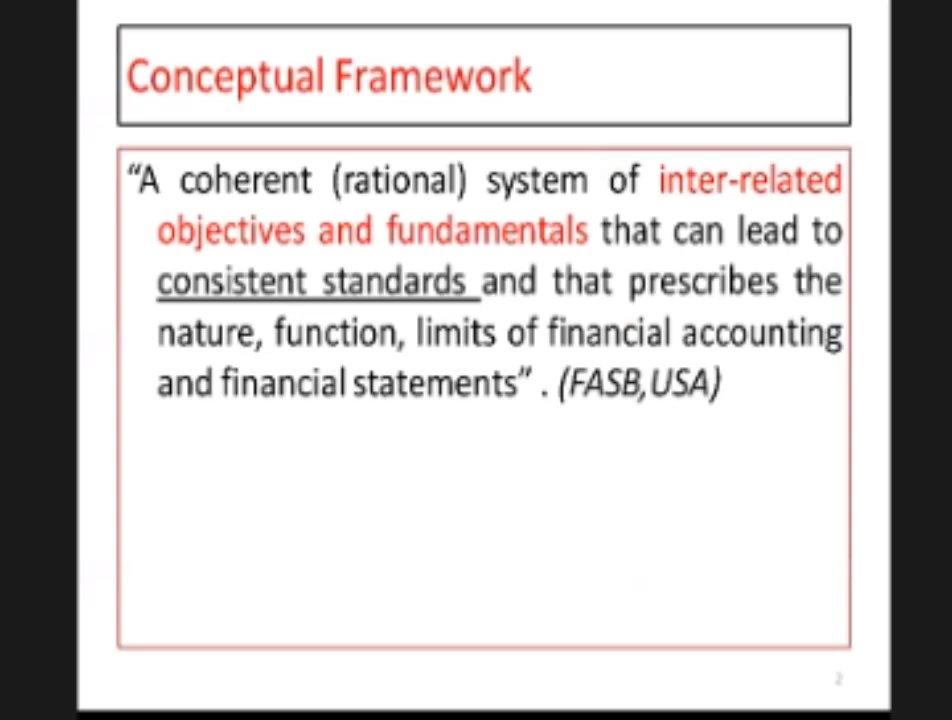 Conceptual Framework
“A coherent (rational) system of inter-related
objectives and fundamentals that can lead to
consistent standards and that prescribes the
nature, function, limits of financial accounting
and financial statements” . (FASB,USA)
2